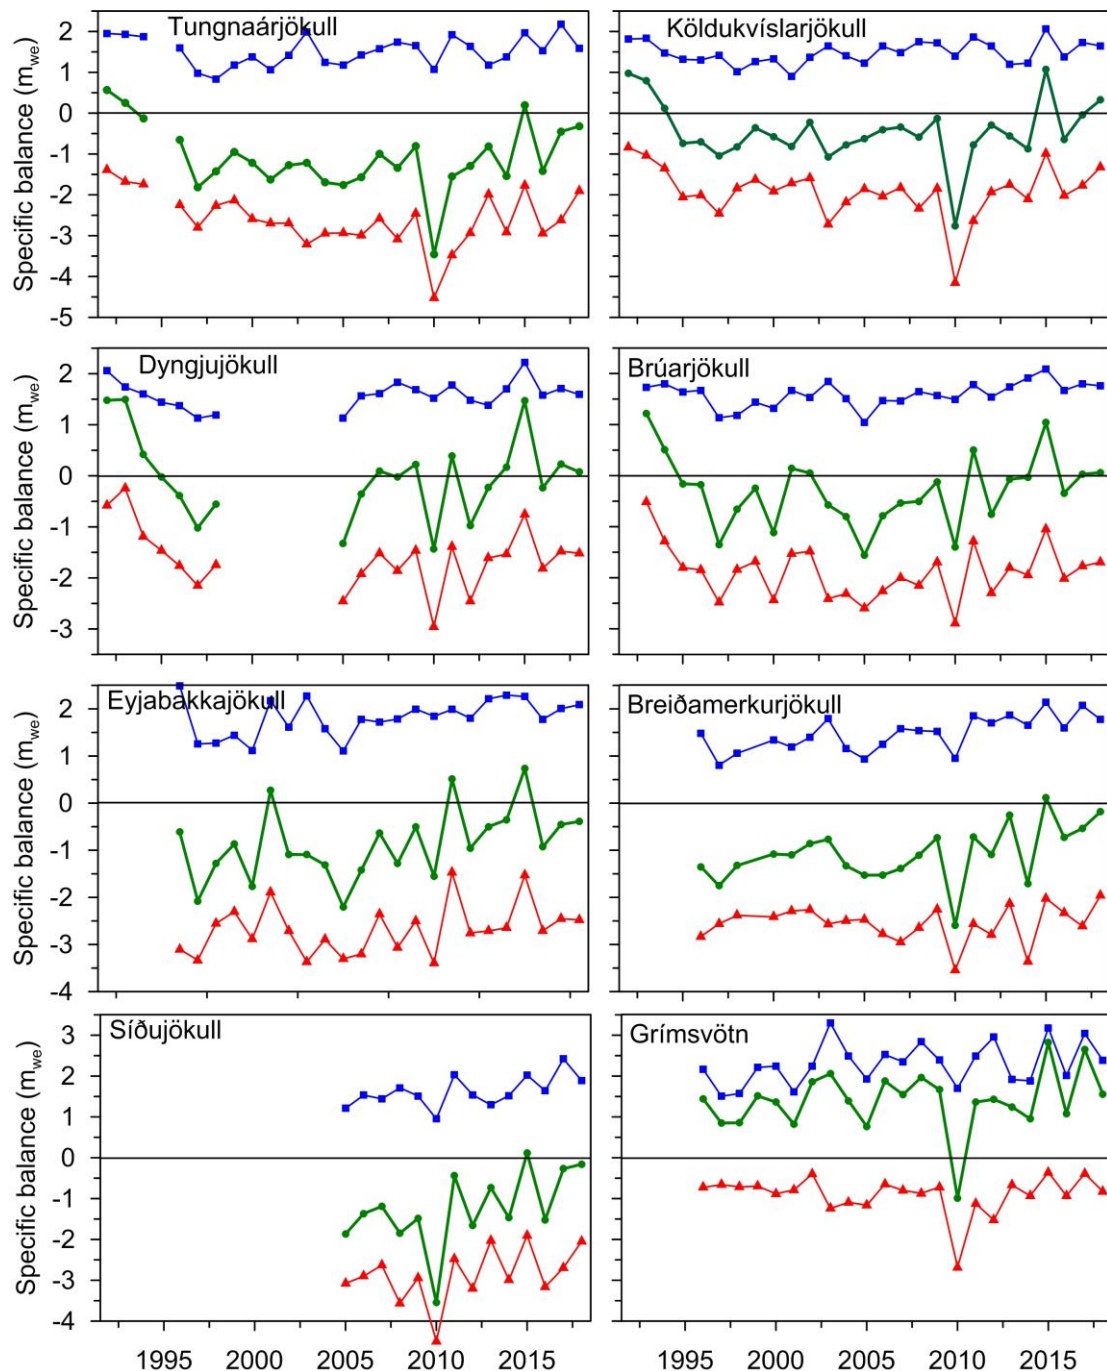 Tungnaárjökull
Köldukvíslarjökull
Specific balance (mwe)
2
1
0
-1
-2
-3
-4
-5
Dyngjujökull
Brúarjökull
Specific balance (mwe)
2
1
0
-1
-2
-3
Eyjabakkajökull
Breiðamerkurjökull
Specific balance (mwe)
2
1
0
-1
-2
-3
-4
Síðujökull
Grímsvötn
Specific balance (mwe)
3
2
1
0
-1
-2
-3
-4
1995 2000 2005 2010 2015
1995 2000 2005 2010 2015